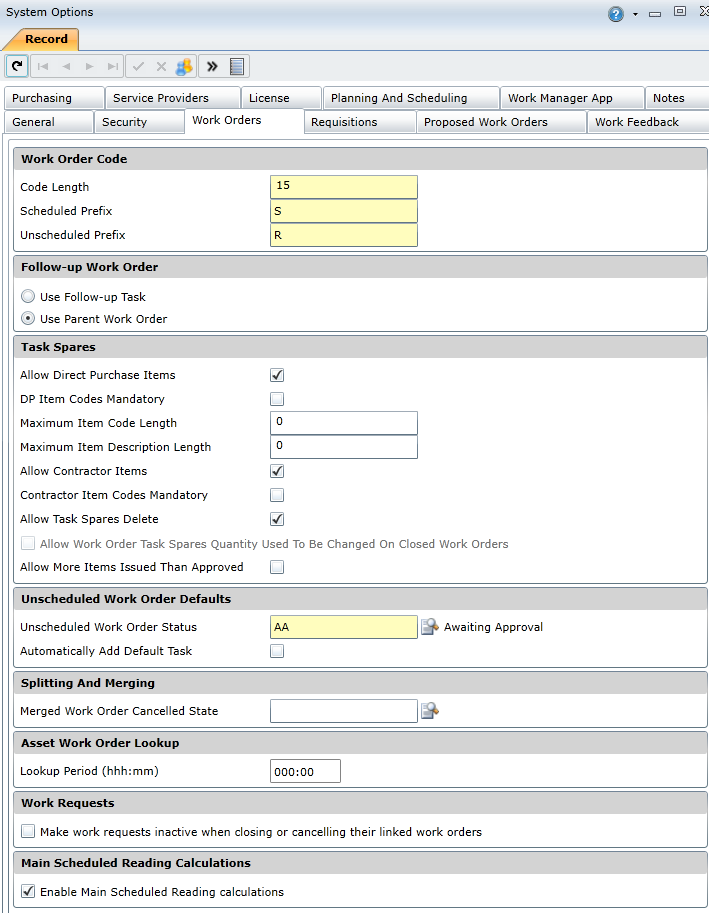 System Options
Record
Purchasing Service Providers License Planning And Scheduling Work Manager App Notes
General Security Work Orders Requisitions Proposed Work Orders Work Feedback
Work Order Code
Code Length 15
Scheduled Prefix S
Unscheduled Prefix R
Follow-up Work Order
Use Follow-up Task
Use Parent Work Order
Task Spares
Allow Direct Purchase Items
DP Item Codes Mandatory
Maximum Item Code Length 0
Maximum Item Description Length 0
Allow Contractor Items
Contractor Item Codes Mandatory
Allow Task Spares Delete
Allow Work Order Task Spares Quantity Used To Be Changed On Closed Work Orders
Allow More Items Issued Than Approved
Unscheduled Work Order Defaults
Unscheduled Work Order Status AA Awaiting Approval
Automatically Add Default Task
Splitting And Merging
Merged Work Order Cancelled State
Asset Work Order Lookup
Lookup Period (hhh:mm) 000:00
Work Requests
Make work requests inactive when closing or cancelling their linked work orders
Main Scheduled Reading Calculations
Enable Main Scheduled Reading calculations